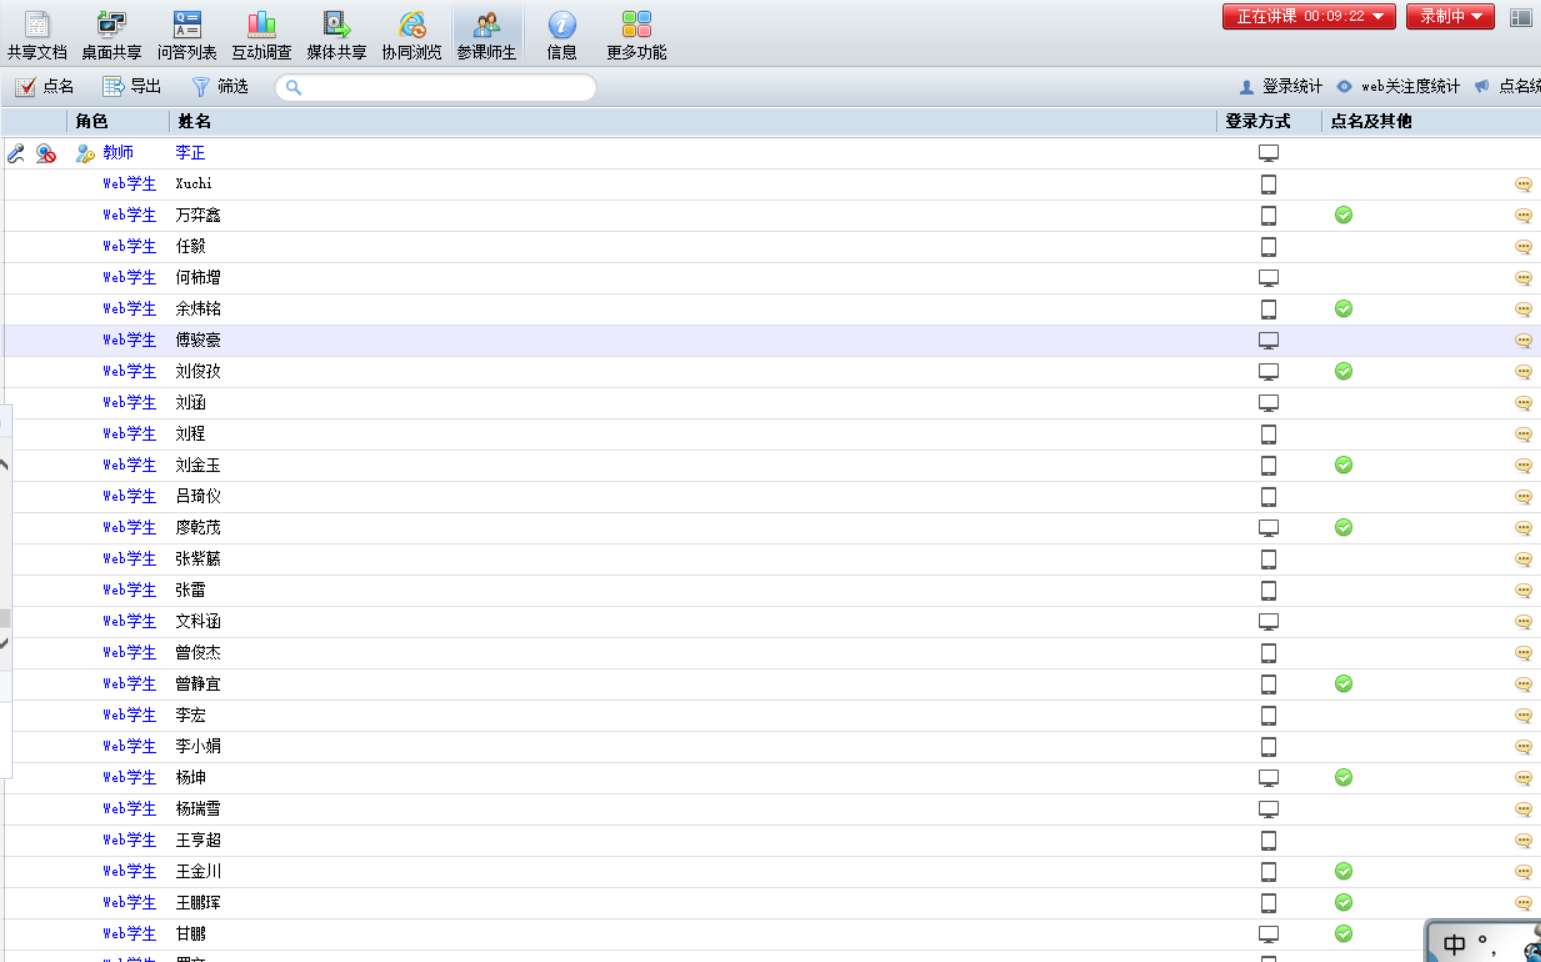 正在讲课 00:09:22 录制中
共享文档 桌面共享 问答列表 互动调查 媒体共享 协同浏览 参课师生 信息 更多功能
点名 导出 筛选 登录统计 web关注度统计 点名统
角色 姓名 登录方式 点名及其他
教师 李正
Web学生 Xuchi
Web学生 万弈鑫
Web学生 任毅
Web学生 何柿增
Web学生 余炜铭
Web学生 傅骏豪
Web学生 刘俊孜
Web学生 刘涵
Web学生 刘程
Web学生 刘金玉
Web学生 吕琦仪
Web学生 廖乾茂
Web学生 张紫藤
Web学生 张雷
Web学生 文科涵
Web学生 曾俊杰
Web学生 曾静宜
Web学生 李宏
Web学生 李小娟
Web学生 杨坤
Web学生 杨瑞雪
Web学生 王亨超
Web学生 王金川
Web学生 王鹏珲
Web学生 甘鹏
Web学生
中 °,